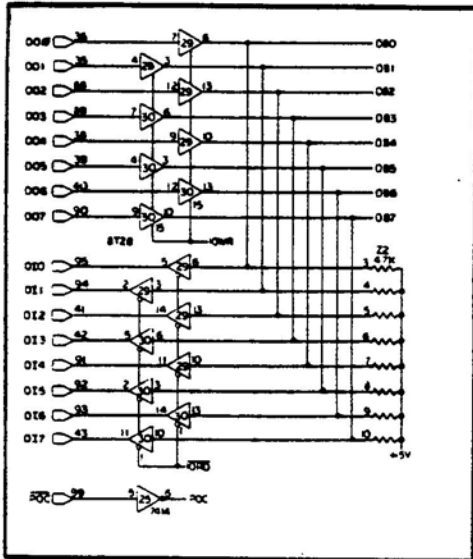 DO0 36 7 29 6 DB0
DO1 35 4 29 3 DB1
DO2 88 12 29 13 DB2
DO3 89 7 30 6 DB3
DO4 38 9 29 10 DB4
DO5 39 4 30 3 DB5
DO6 40 12 30 13 DB6
DO7 90 9 30 10 DB7
15
15
8T28
Z2
DI0 95 5 29 6 3 4.7K
DI1 94 2 29 3 4
DI2 41 14 29 13 5
DI3 42 5 30 6 6
DI4 91 11 29 10 7
DI5 92 2 30 3 8
DI6 93 14 30 13 9
DI7 43 11 30 10 10
1
1
+5V
POC 99 5 25 6 POC